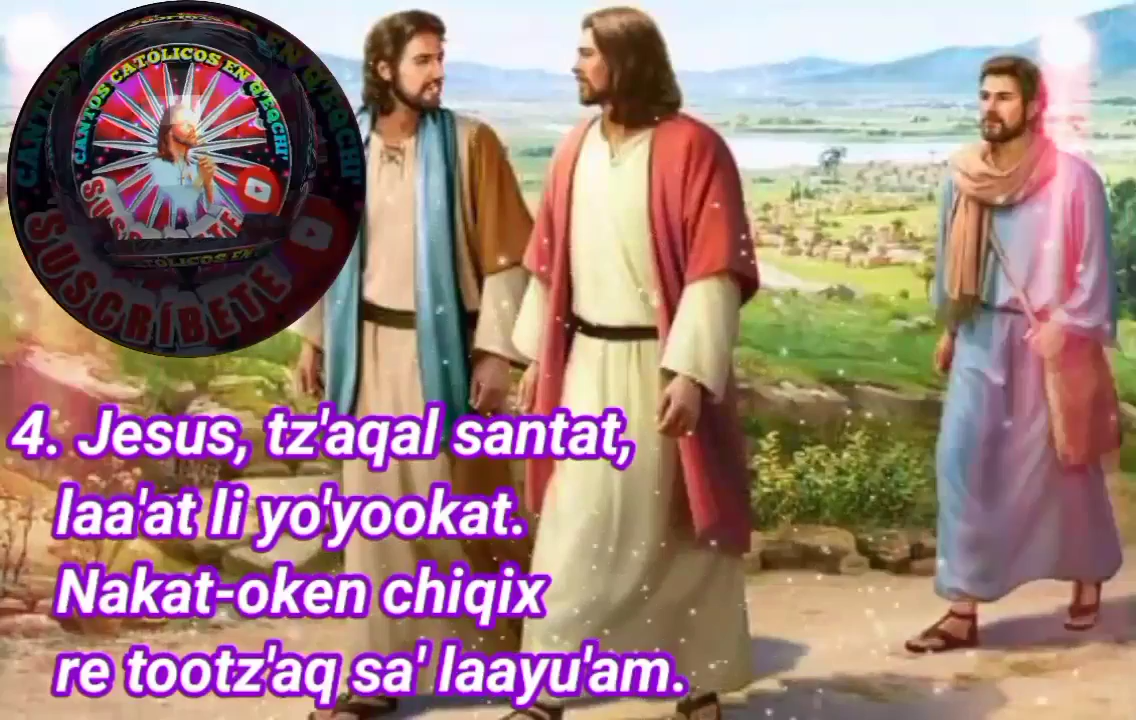 CANTOS CATÓLICOS EN Q'EQCHI'
SUSCRÍBETE
4. Jesus, tz'aqal santat,
laa'at li yo'yookat.
Nakat-oken chiqix
re tootz'aq sa' laayu'am.